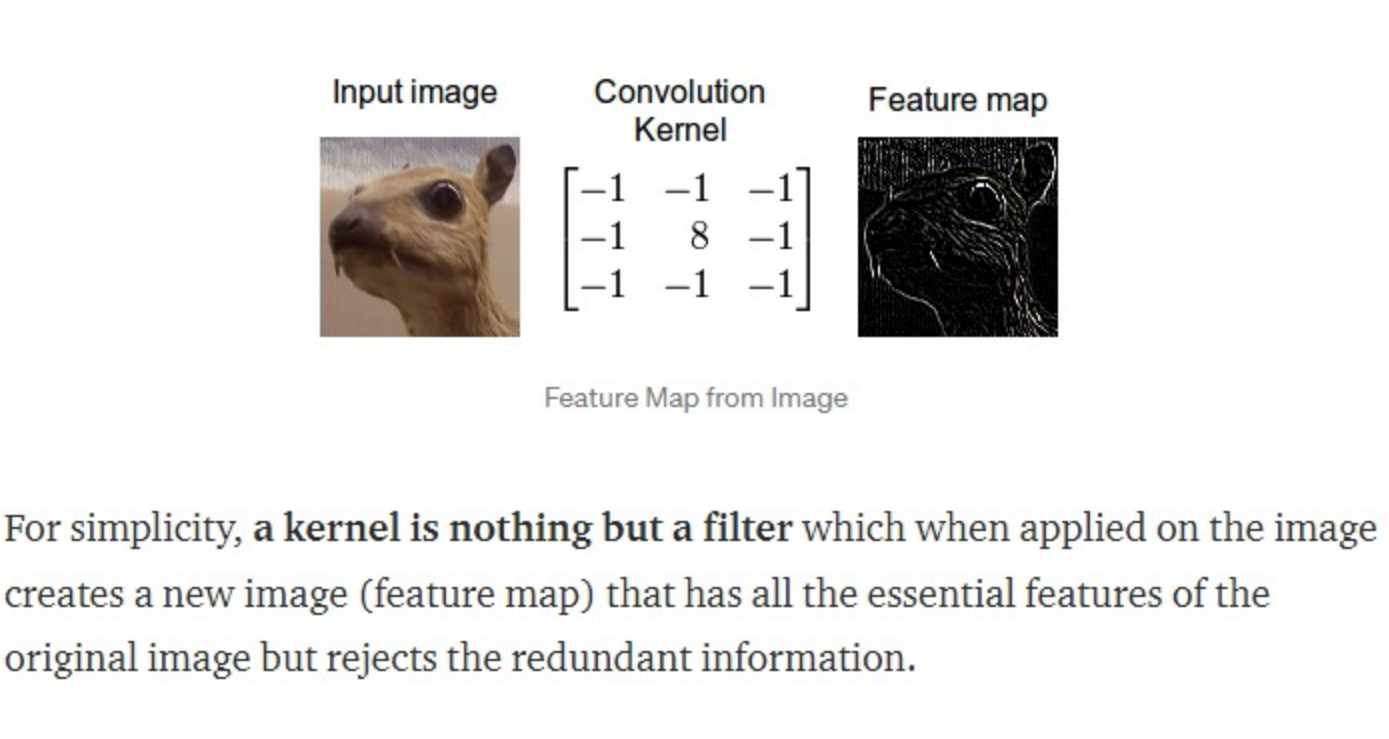 Input image
Convolution
Kernel
Feature map
−1 −1 −1
−1 8 −1
−1 −1 −1
Feature Map from Image
For simplicity, a kernel is nothing but a filter which when applied on the image
creates a new image (feature map) that has all the essential features of the
original image but rejects the redundant information.